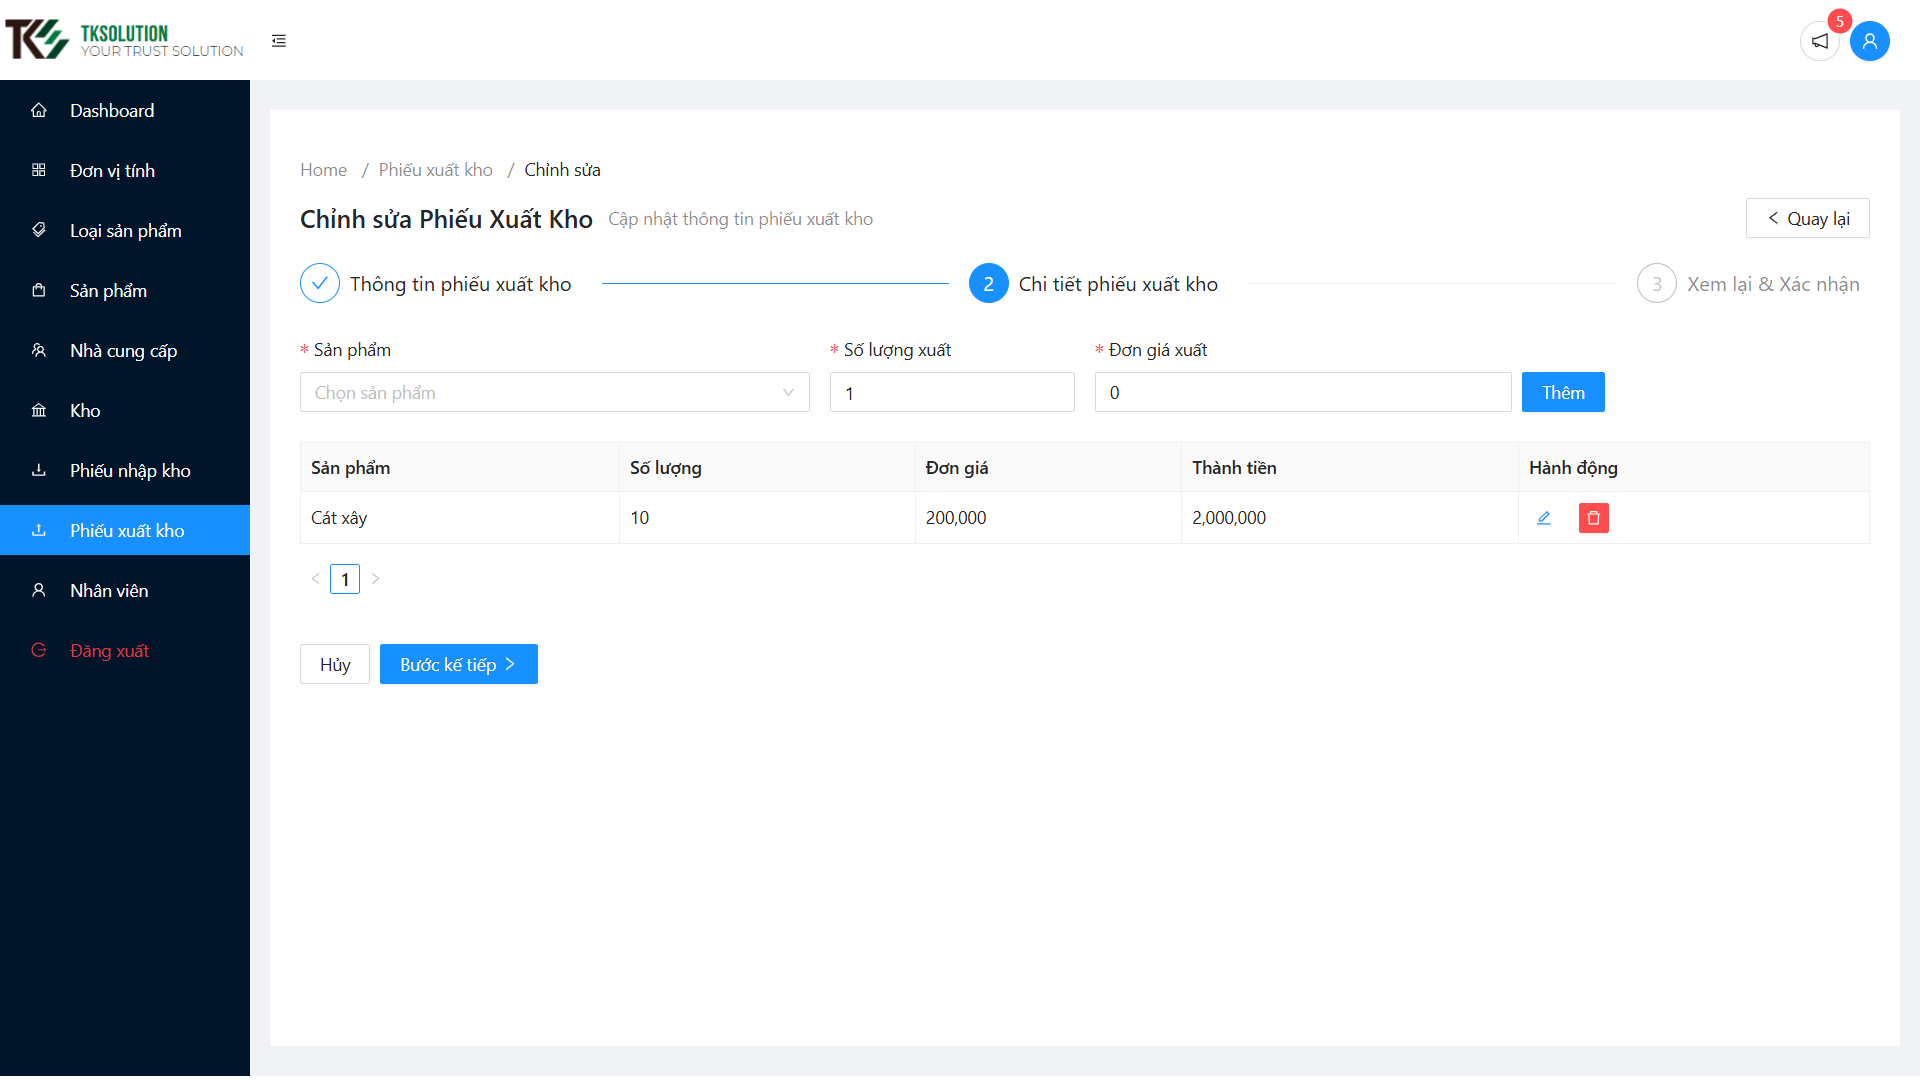 TKS TKSOLUTION
YOUR TRUST SOLUTION
5
Dashboard
Đơn vị tính
Loại sản phẩm
Sản phẩm
Nhà cung cấp
Kho
Phiếu nhập kho
Phiếu xuất kho
Nhân viên
Đăng xuất
Home / Phiếu xuất kho / Chỉnh sửa
Chỉnh sửa Phiếu Xuất Kho Cập nhật thông tin phiếu xuất kho
Quay lại
Thông tin phiếu xuất kho 2 Chi tiết phiếu xuất kho 3 Xem lại & Xác nhận
* Sản phẩm * Số lượng xuất * Đơn giá xuất
Chọn sản phẩm 1 0 Thêm
Sản phẩm Số lượng Đơn giá Thành tiền Hành động
Cát xây 10 200,000 2,000,000
1
Hủy Bước kế tiếp